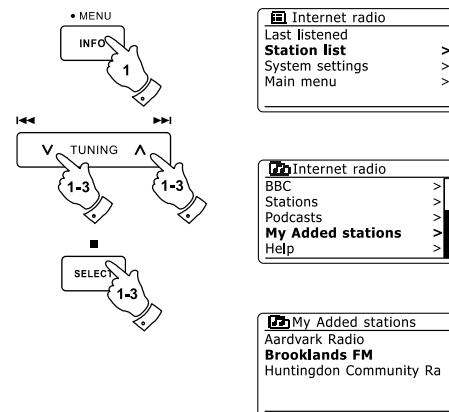 • MENU
INFO
1
TUNING
1-3
1-3
SELECT
1-3
Internet radio
Last listened
Station list >
System settings >
Main menu >
Internet radio
BBC >
Stations >
Podcasts >
My Added stations >
Help >
My Added stations
Aardvark Radio
Brooklands FM
Huntingdon Community Ra